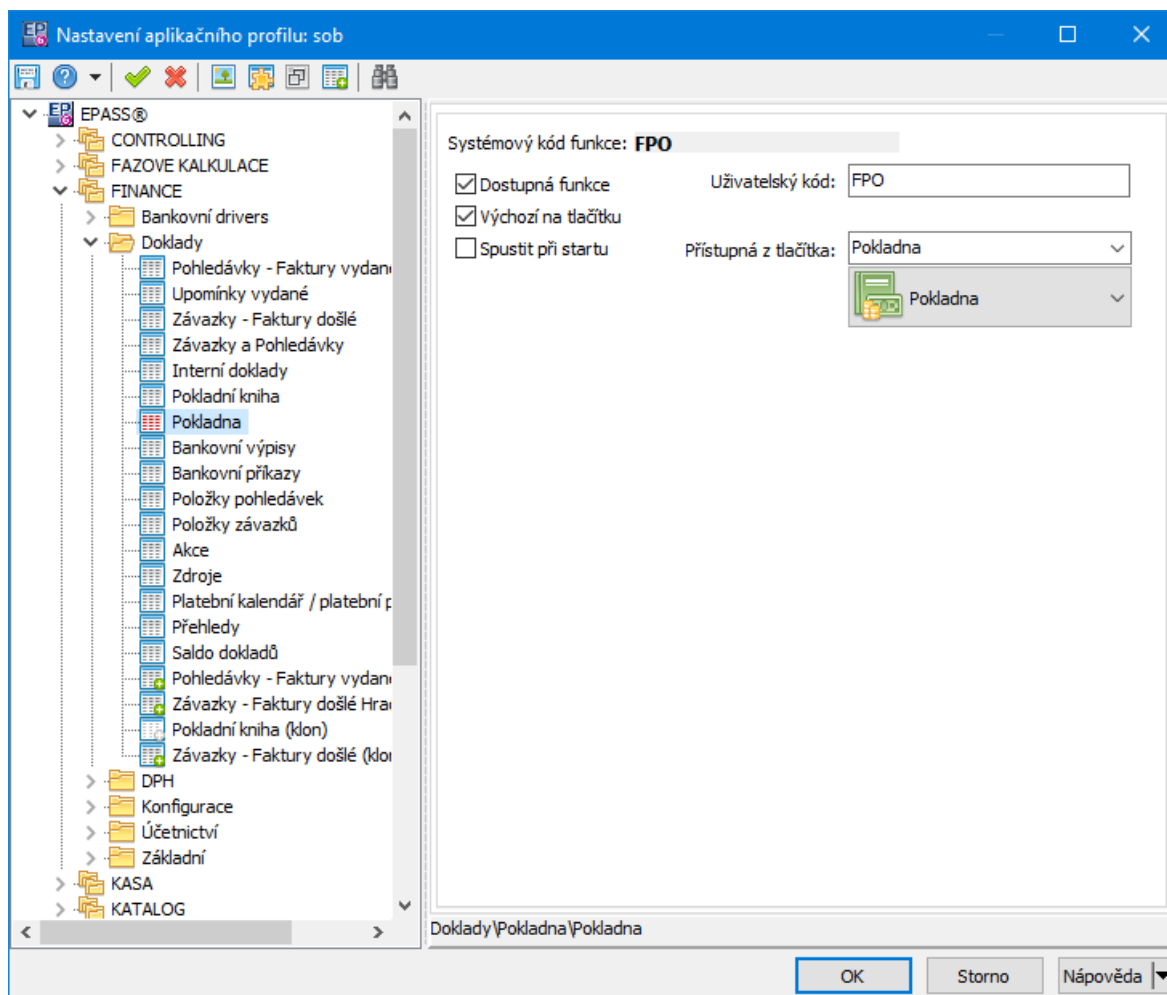 Nastavení aplikačního profilu: sob
EPASS®
CONTROLLING
FAZOVE KALKULACE
FINANCE
Bankovní drivers
Doklady
Pohledávky - Faktury vydan
Upomínky vydané
Závazky - Faktury došlé
Závazky a Pohledávky
Interní doklady
Pokladní kniha
Pokladna
Bankovní výpisy
Bankovní příkazy
Položky pohledávek
Položky závazků
Akce
Zdroje
Platební kalendář / platební p
Přehledy
Saldo dokladů
Pohledávky - Faktury vydan
Závazky - Faktury došlé Hra
Pokladní kniha (klon)
Závazky - Faktury došlé (klo
DPH
Konfigurace
Účetnictví
Základní
KASA
KATALOG
Systémový kód funkce: FPO
Dostupná funkce
Uživatelský kód: FPO
Výchozí na tlačítku
Spustit při startu
Přístupná z tlačítka: Pokladna
Pokladna
Doklady\Pokladna\Pokladna
OK
Storno
Nápověda